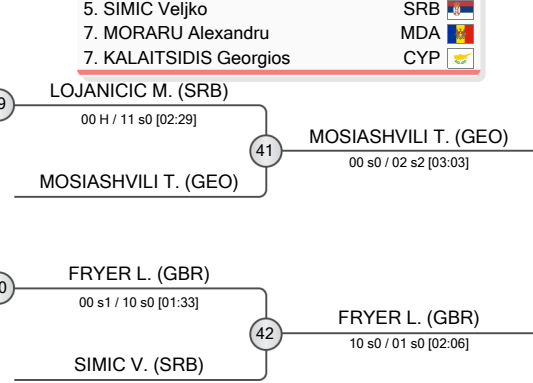 5. SIMIC Veljko SRB
7. MORARU Alexandru MDA
7. KALAITSIDIS Georgios CYP
LOJANICIC M. (SRB)
00 H / 11 s0 [02:29]
41
MOSIASHVILI T. (GEO)
00 s0 / 02 s2 [03:03]
MOSIASHVILI T. (GEO)
FRYER L. (GBR)
00 s1 / 10 s0 [01:33]
42
FRYER L. (GBR)
10 s0 / 01 s0 [02:06]
SIMIC V. (SRB)